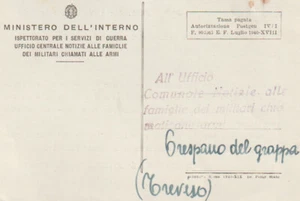 MINISTERO DELL'INTERNO
ISPETTORATO PER I SERVIZI DI GUERRA
UFFICIO CENTRALE NOTIZIE ALLE FAMIGLIE
DEI MILITARI CHIAMATI ALLE ARMI
Tassa pagata
Autorizzazione Postale
Luglio
All' Ufficio
Comunale Notizie alle
famiglie dei militari
Crespano del grappa
(Treviso)